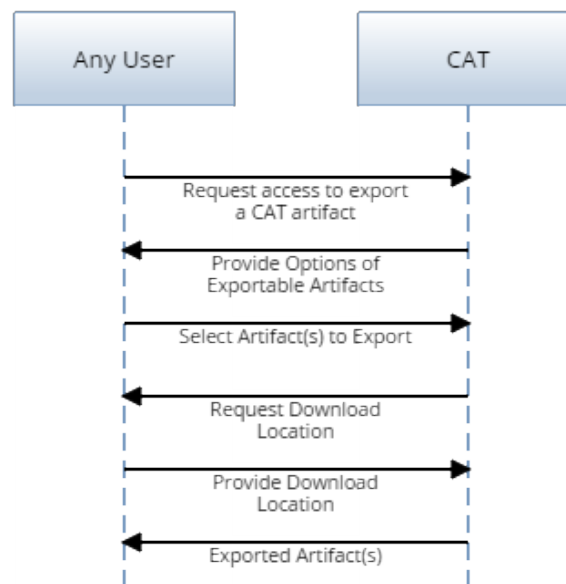 Any User
CAT
Request access to export
a CAT artifact
Provide Options of
Exportable Artifacts
Select Artifact(s) to Export
Request Download
Location
Provide Download
Location
Exported Artifact(s)